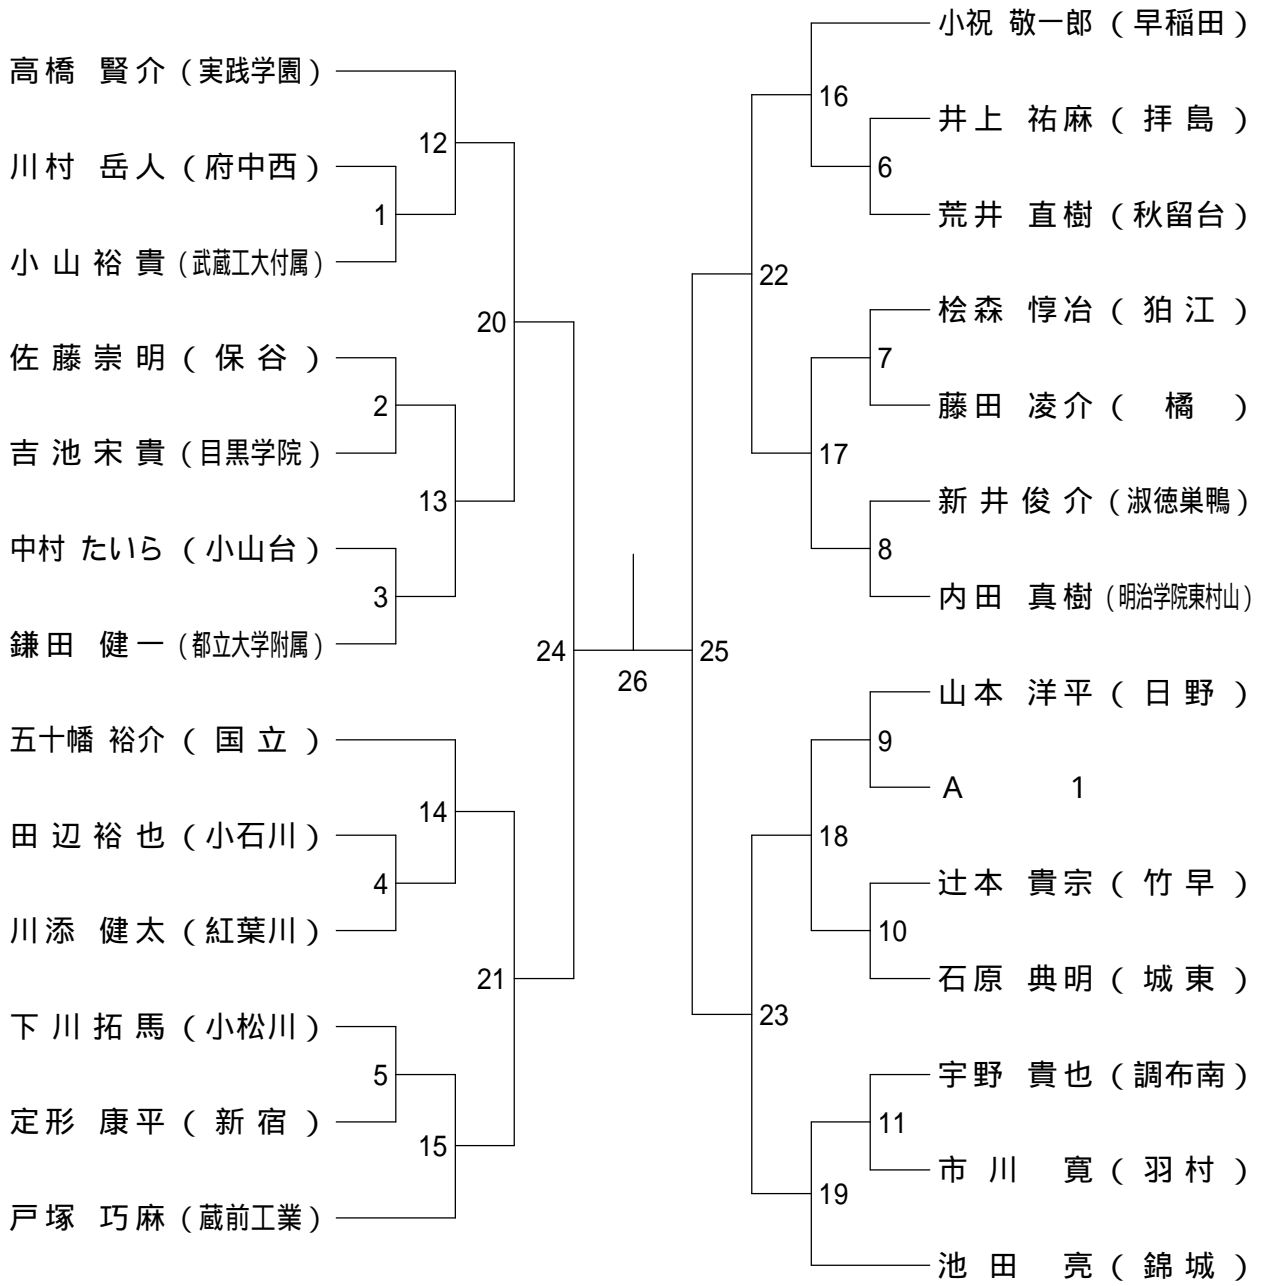 高橋 賢介 (実践学園)
川村 岳人 (府中西)
小山裕貴 (武蔵工大付属)
佐藤崇明 (保谷)
吉池宋貴 (目黒学院)
中村 たいら (小山台)
鎌田 健一 (都立大学附属)
五十幡 裕介 (国立)
田辺裕也 (小石川)
川添 健太 (紅葉川)
下川拓馬 (小松川)
定形 康平 (新宿)
戸塚 巧麻 (蔵前工業)
12
1
20
2
13
3
24
14
4
21
5
15
26
25
16
6
22
7
17
8
9
18
10
23
11
19
小祝 敬一郎 (早稲田)
井上 祐麻 (拝島)
荒井 直樹 (秋留台)
桧森 惇冶 (狛江)
藤田 凌介 (橘)
新井俊介 (淑徳巣鴨)
内田 真樹 (明治学院東村山)
山本 洋平 (日野)
A 1
辻本 貴宗 (竹早)
石原 典明 (城東)
宇野 貴也 (調布南)
市川 寛 (羽村)
池田 亮 (錦城)